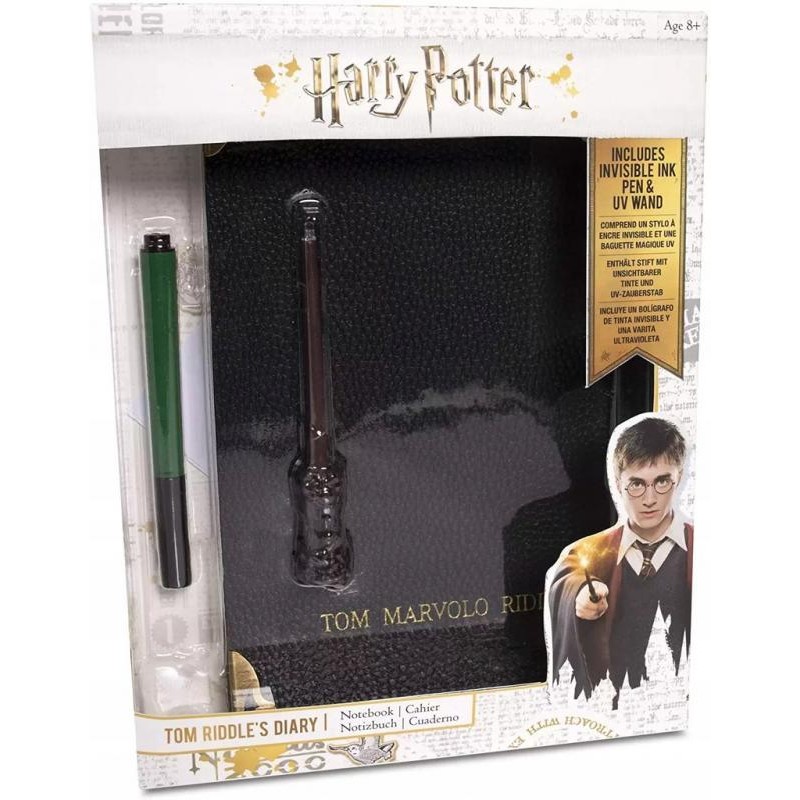 Age 8+
Harry Potter
INCLUDES
INVISIBLE INK
PEN &
UV WAND
COMPREND UN STYLO À
ENCRE INVISIBLE ET UNE
BAGUETTE MAGIQUE UV
ENTHÄLT STIFT MIT
UNSICHTBARER
TINTE UND
UV-ZAUBERSTAB
INCLUYE UN BOLÍGRAFO
DE TINTA INVISIBLE Y
UNA VARITA
ULTRAVIOLETA
TOM MARVOLO RIDD
TOM RIDDLE'S DIARY |
Notebook | Cahier
Notizbuch | Cuaderno